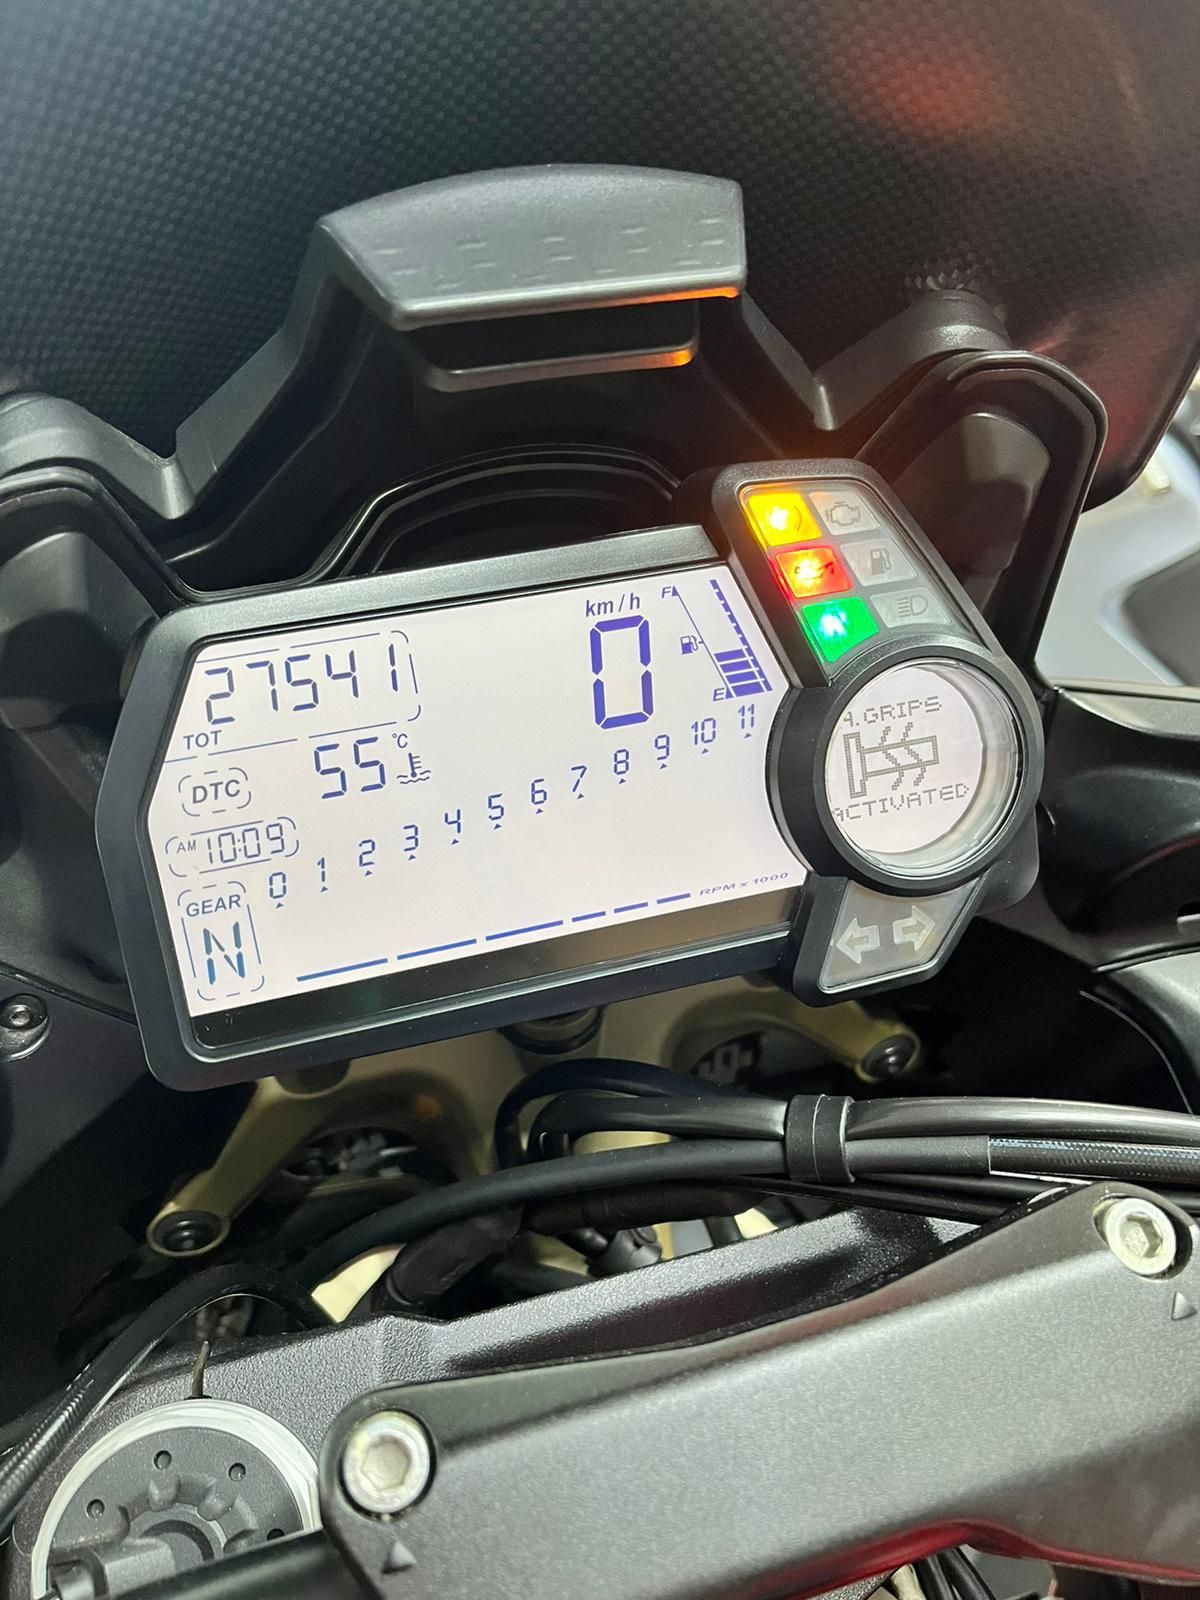 27541
TOT
km/h
0
F
E
55 °C
DTC
AM 10:09
GEAR
N
0 1 2 3 4 5 6 7 8 9 10 11
RPM x 1000
N
H.GRIPS
ACTIVATED